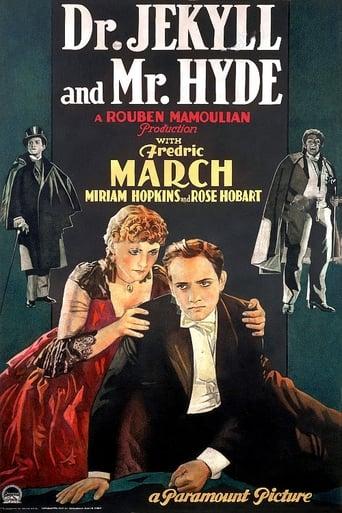 Dr. JEKYLL
and Mr. HYDE
A ROUBEN MAMOULIAN
Production
WITH
Fredric
MARCH
MIRIAM HOPKINS and ROSE HOBART
a Paramount Picture